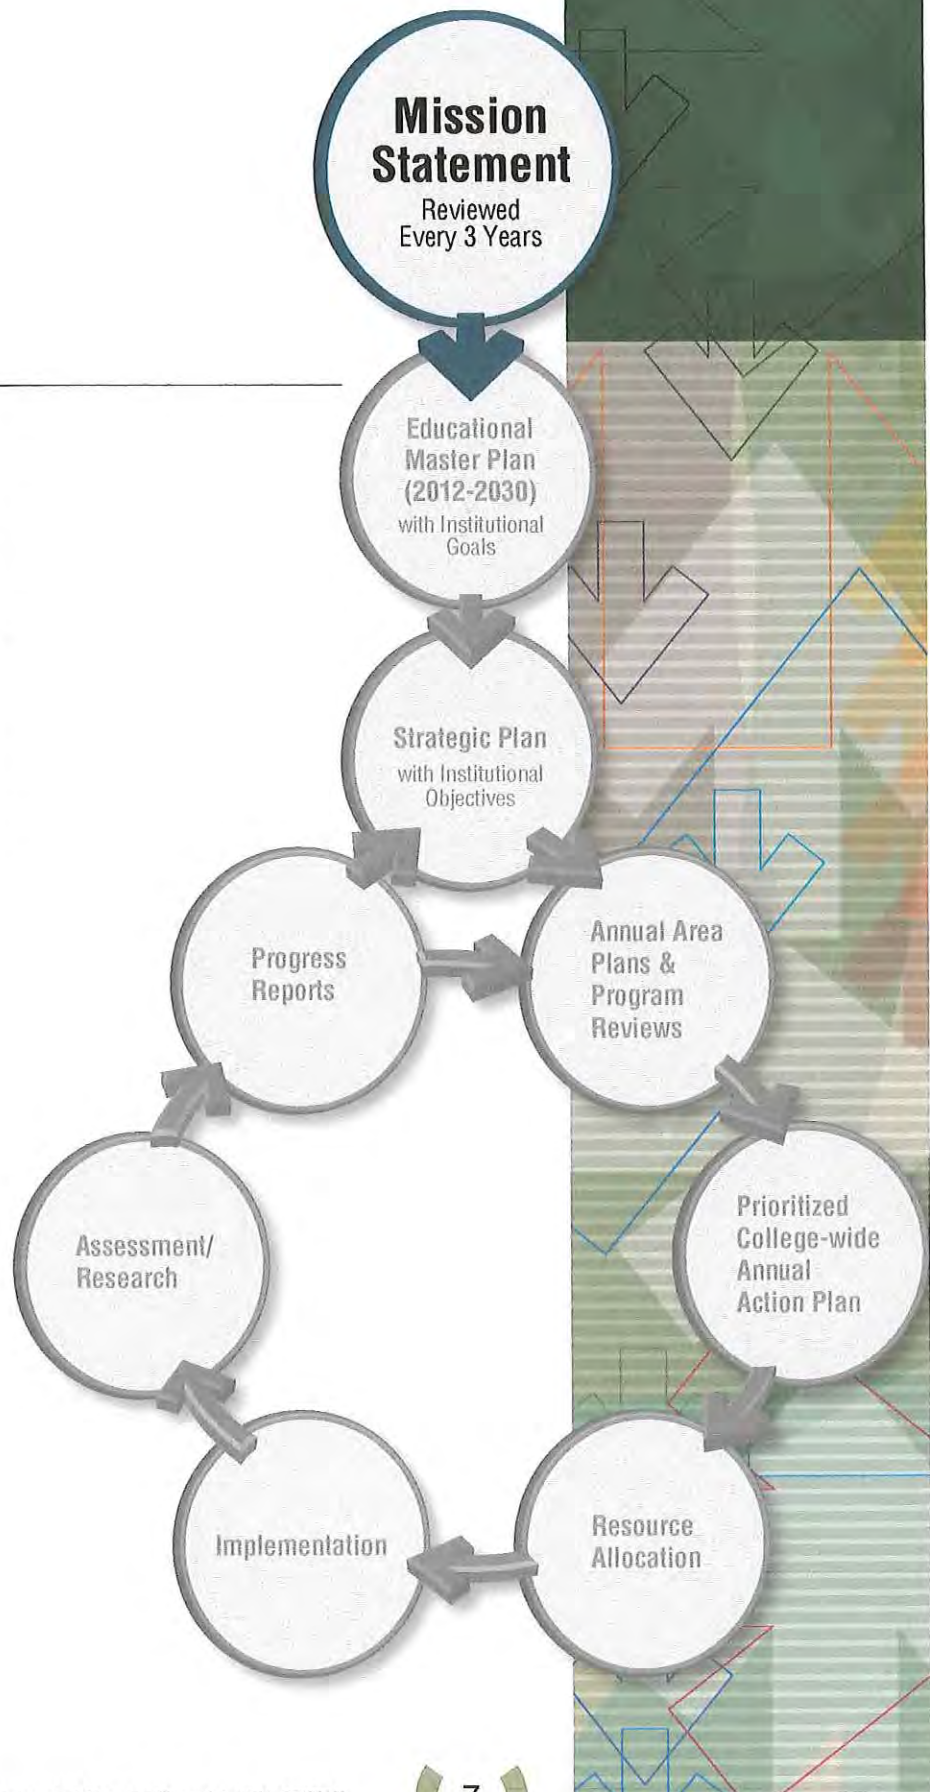 Mission
Statement
Reviewed
Every 3 Years
Educational
Master Plan
(2012-2030)
with Institutional
Goals
Strategic Plan
with Institutional
Objectives
Progress
Reports
Annual Area
Plans &
Program
Reviews
Assessment/
Research
Prioritized
College-wide
Annual
Action Plan
Implementation
Resource
Allocation